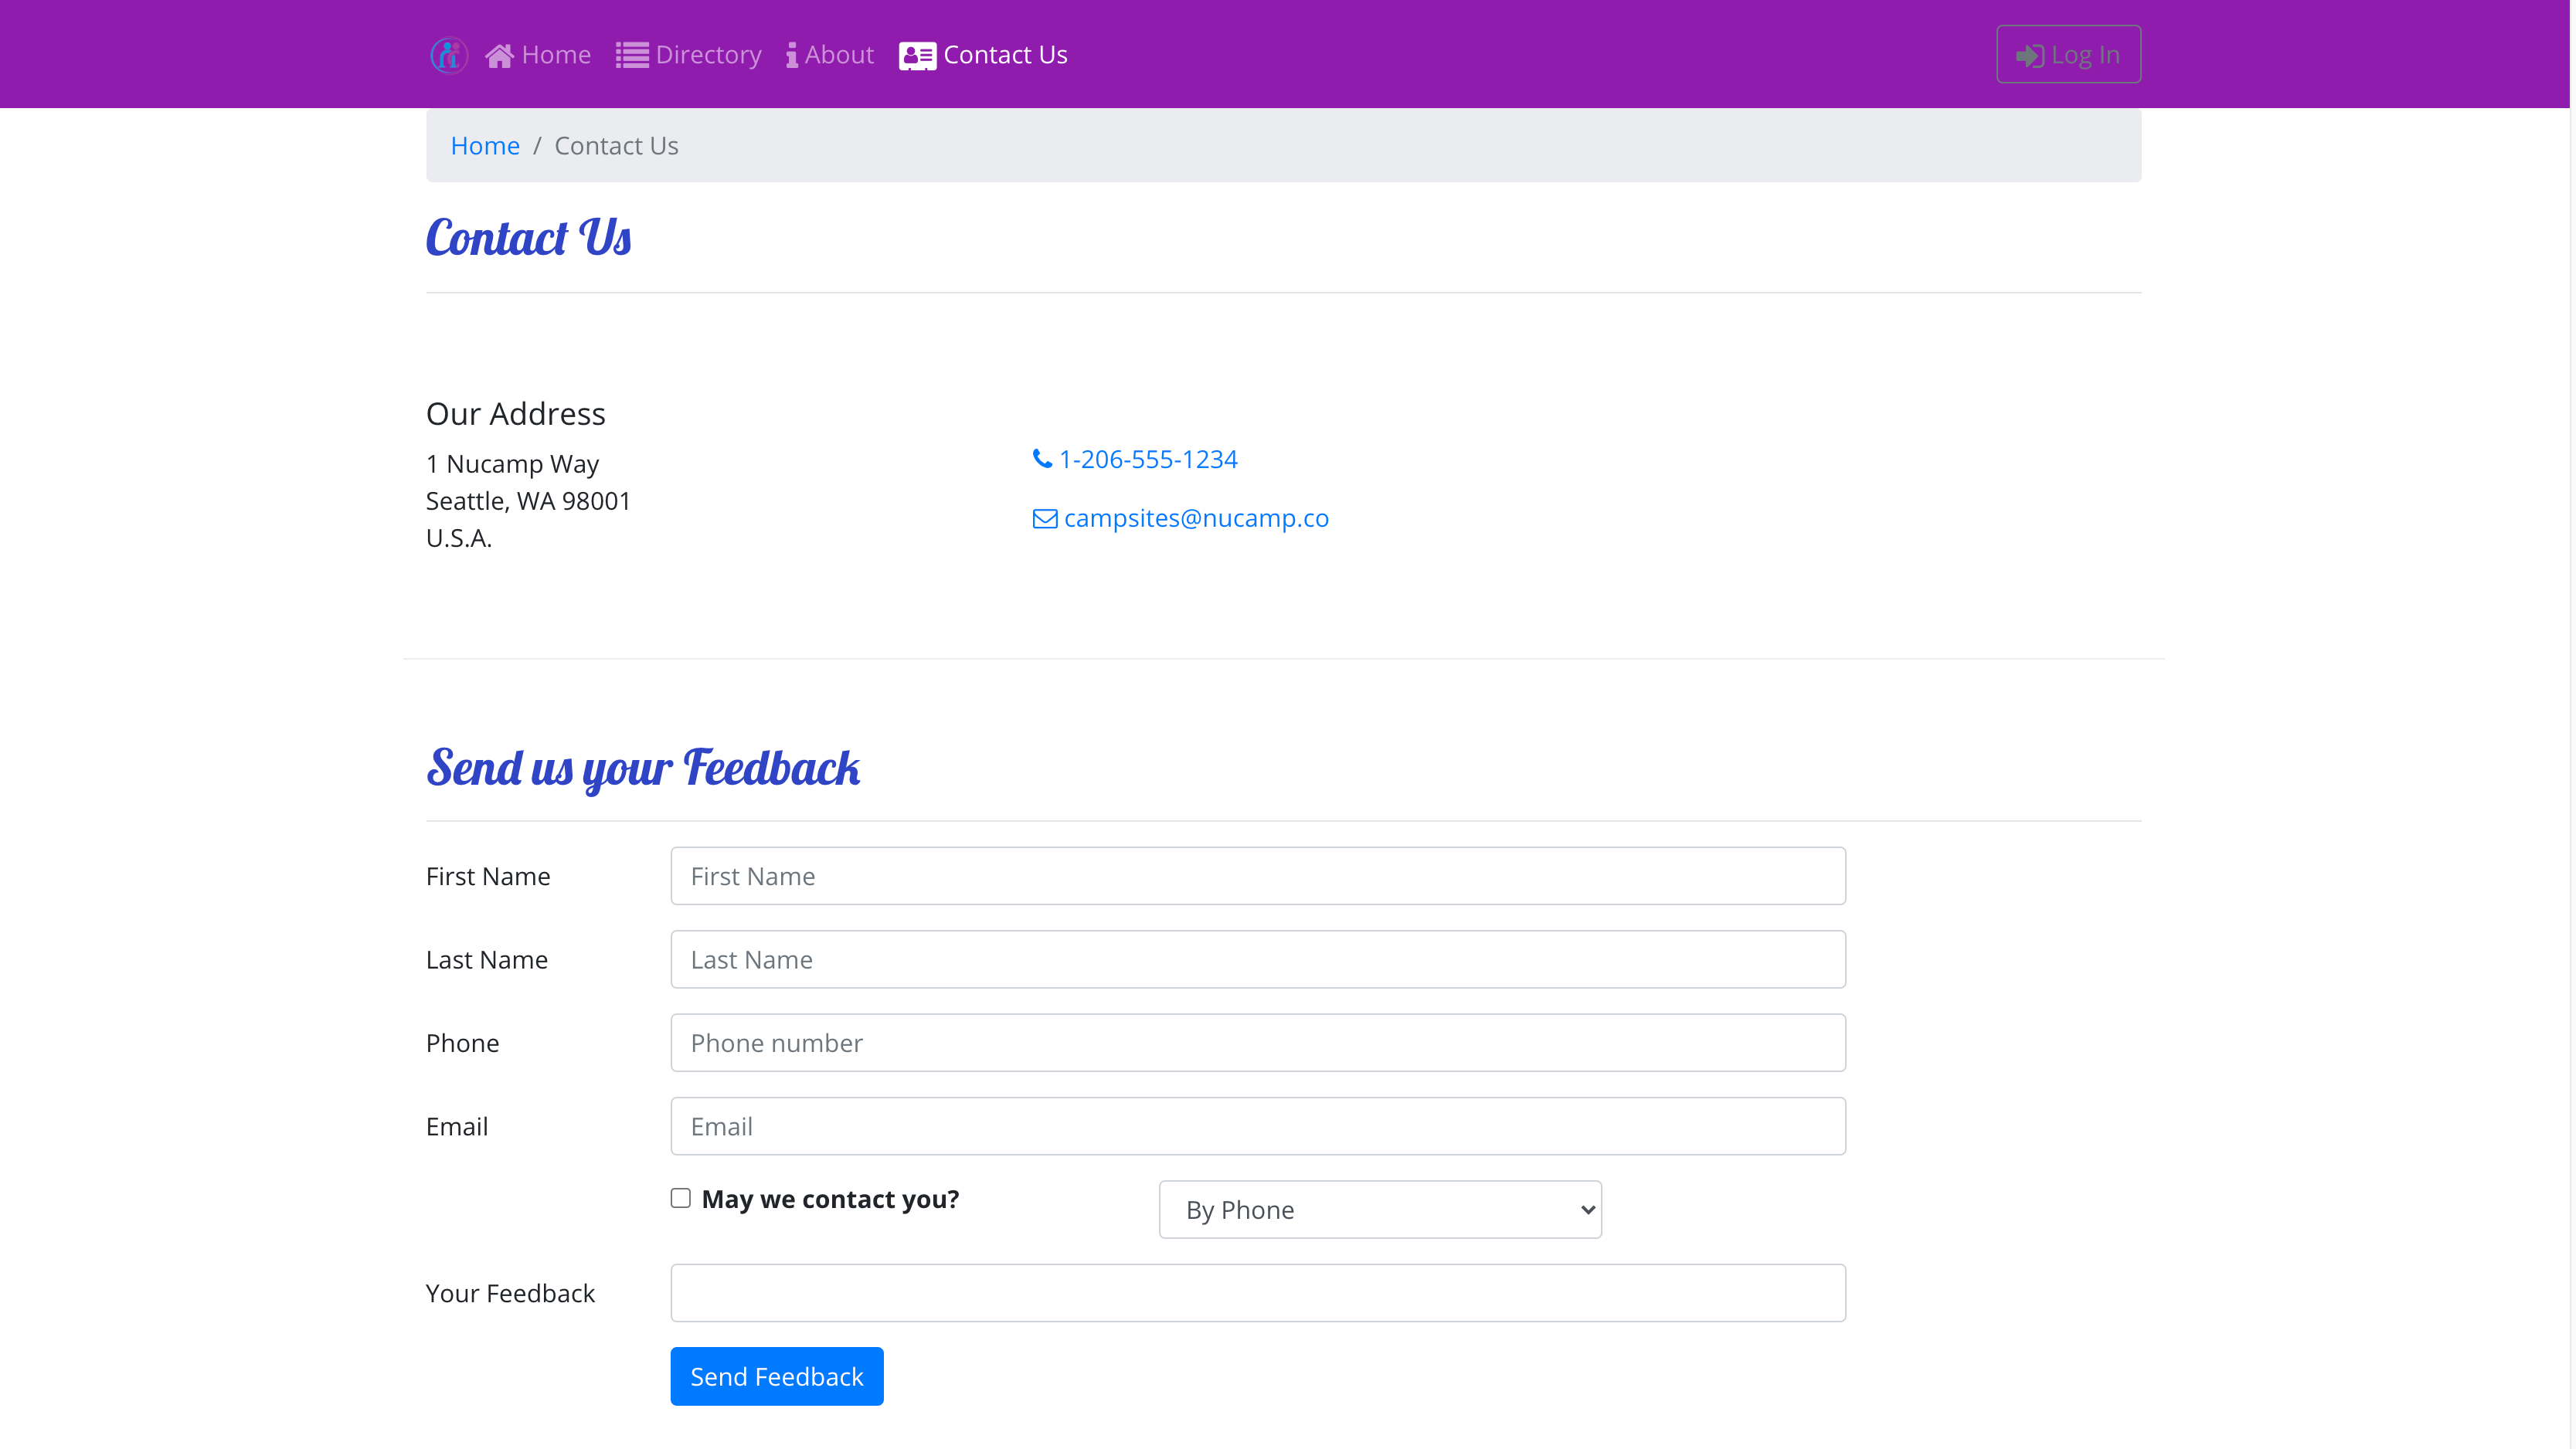 Home Directory About Contact Us Log In
Home / Contact Us
Contact Us
Our Address
1 Nucamp Way
Seattle, WA 98001
U.S.A.
1-206-555-1234
campsites@nucamp.co
Send us your Feedback
First Name First Name
Last Name Last Name
Phone Phone number
Email Email
May we contact you? By Phone
Your Feedback
Send Feedback